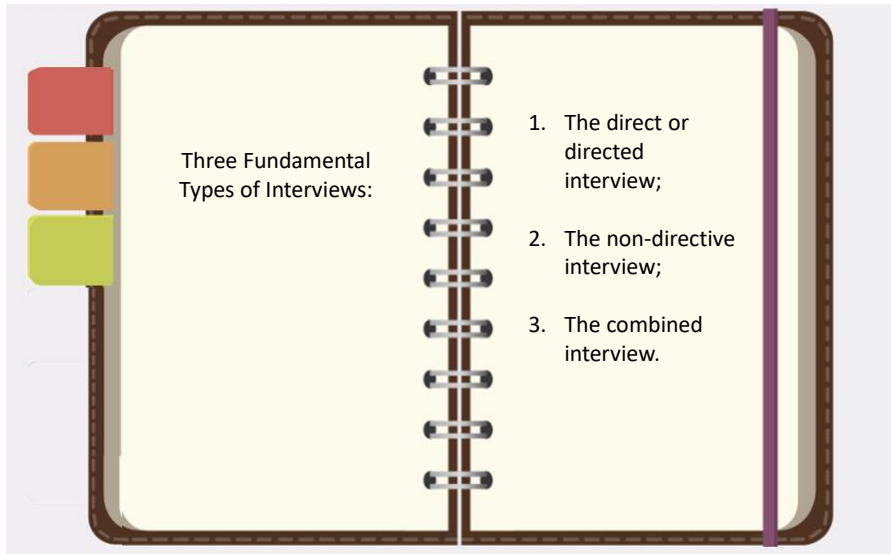 Three Fundamental
Types of Interviews:
1. The direct or
directed
interview;
2. The non-directive
interview;
3. The combined
interview.